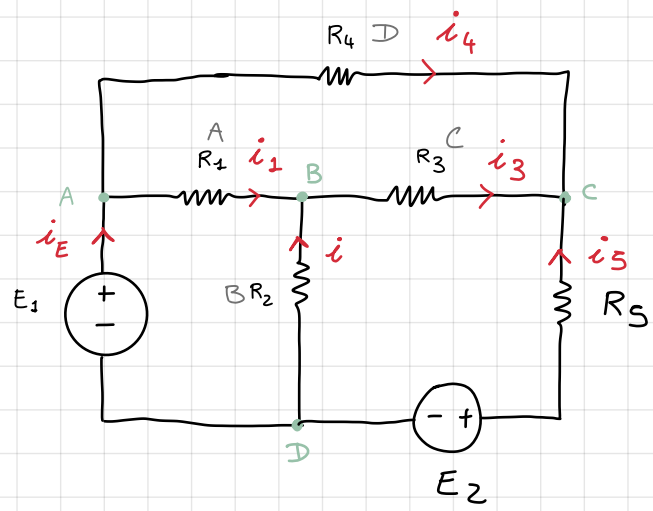 R4 D i4
A C
R1 i1 R3 i3
A B C
iE i i5
+ B R2 R5
E1
−
− +
D
E2